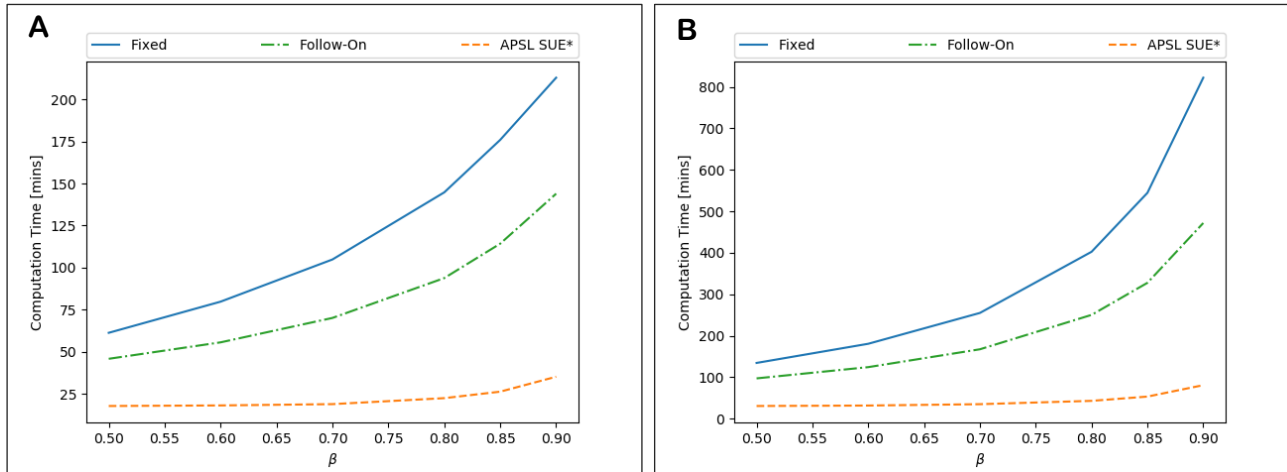 A
Fixed Follow-On APSL SUE*
Computation Time [mins]
200
175
150
125
100
75
50
25
0.50 0.55 0.60 0.65 0.70 0.75 0.80 0.85 0.90
β
B
Fixed Follow-On APSL SUE*
Computation Time [mins]
800
700
600
500
400
300
200
100
0
0.50 0.55 0.60 0.65 0.70 0.75 0.80 0.85 0.90
β